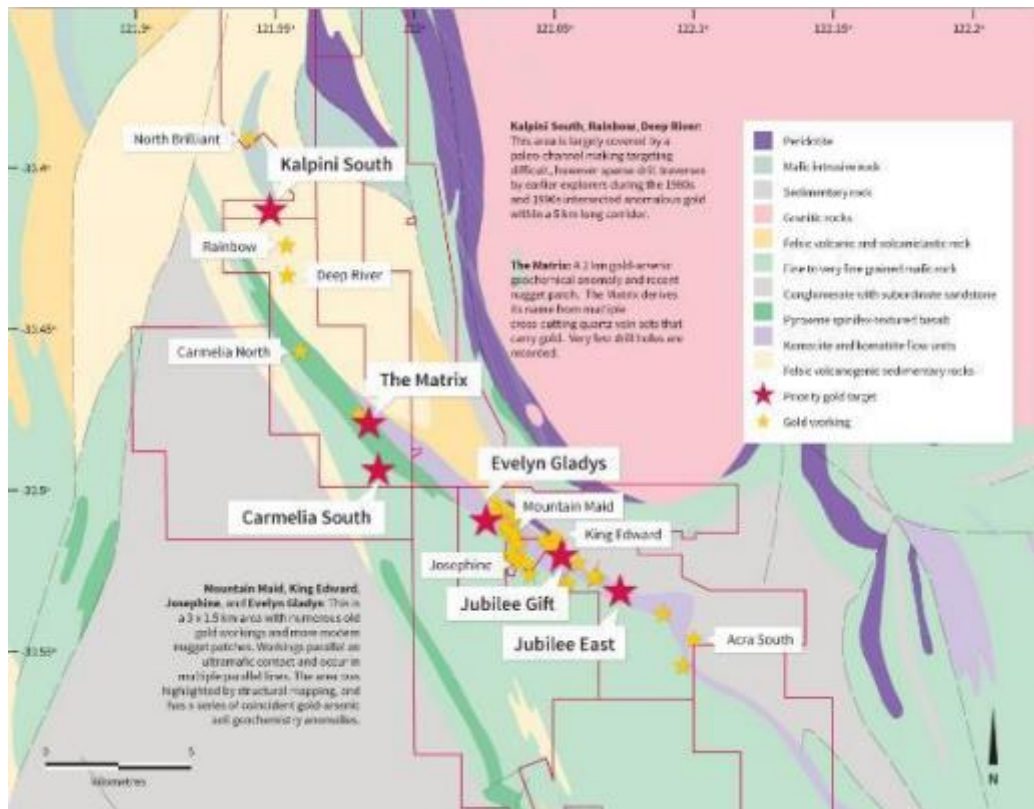 121.9°
121.95°
122°
122.05°
122.1°
122.15°
122.2°
North Brilliant
Kalpini South
Rainbow
Deep River
Carmelia North
The Matrix
Carmelia South
Evelyn Gladys
Mountain Maid
King Edward
Josephine
Jubilee Gift
Jubilee East
Acra South
Kalpini South, Rainbow, Deep River:
This area is largely covered by a
paleo-channel making targeting
difficult, however sparse drill traverses
by earlier explorers during the 1980s
and 1990s intersected anomalous gold
within a 5 km long corridor.
The Matrix: A 2 km gold-arsenic
geochemical anomaly and recent
nugget patch. The Matrix derives
its name from multiple
cross cutting quartz vein sets that
carry gold. Very few drill holes are
recorded.
Peridotite
Mafic intrusive rock
Sedimentary rock
Granitic rocks
Felsic volcanic and volcaniclastic rock
Fine to very fine grained mafic rock
Conglomerate with subordinate sandstone
Pyroxene spinifex-textured basalt
Komatiite and komatiite flow units
Felsic volcanogenic sedimentary rocks
Priority gold target
Gold working
Mountain Maid, King Edward,
Josephine, and Evelyn Gladys: This is
a 3 x 1.5 km area with numerous old
gold workings and more modern
nugget patches. Workings parallel an
ultramafic contact and occur in
multiple parallel lines. The area was
highlighted by structural mapping, and
has a series of coincident gold-arsenic
soil geochemistry anomalies.
0
5
kilometres
N